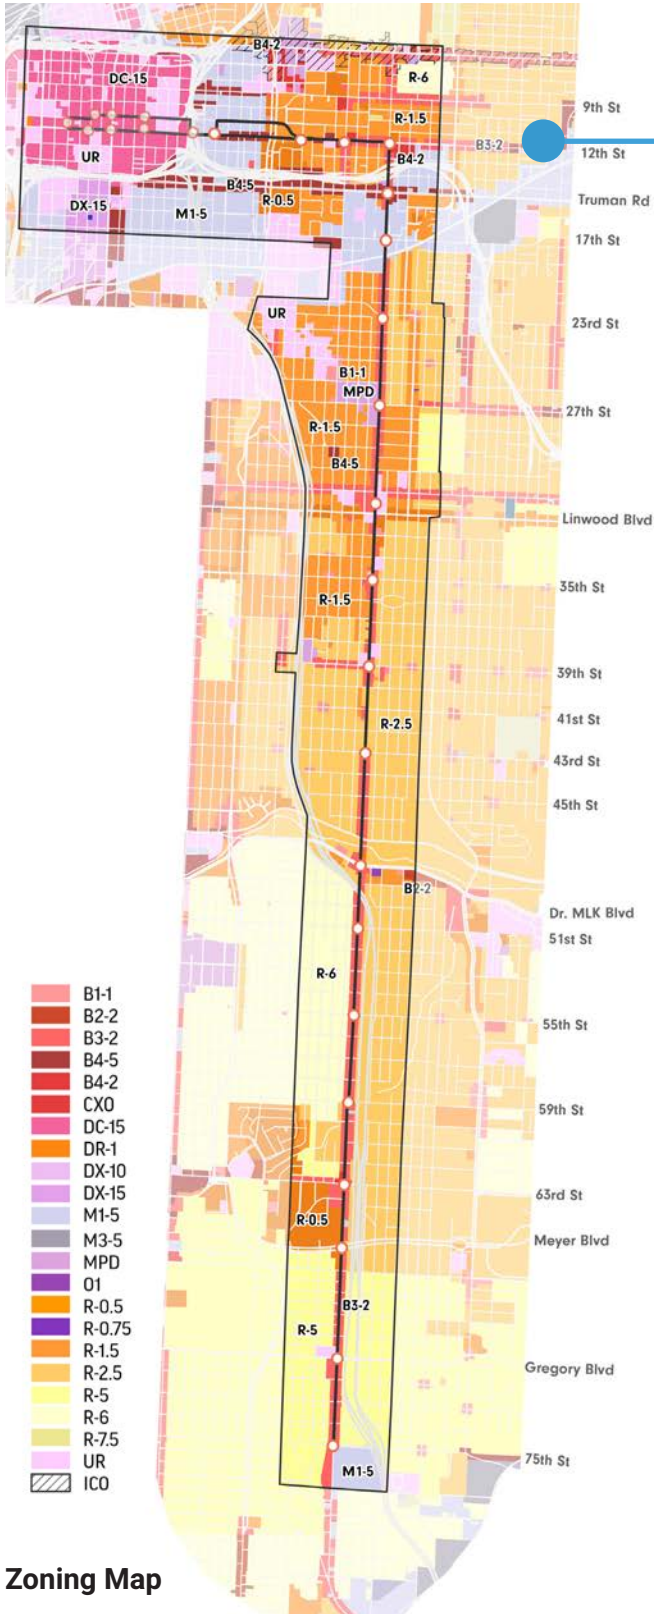 B4-2
DC-15
R-6
9th St
R-1.5
B3-2
12th St
UR
B4-2
B4-5
DX-15
M1-5
R-0.5
Truman Rd
17th St
UR
23rd St
B1-1
MPD
27th St
R-1.5
B4-5
Linwood Blvd
35th St
R-1.5
39th St
R-2.5
41st St
43rd St
45th St
B2-2
Dr. MLK Blvd
51st St
R-6
55th St
59th St
63rd St
R-0.5
Meyer Blvd
B3-2
R-5
Gregory Blvd
75th St
M1-5
B1-1
B2-2
B3-2
B4-5
B4-2
CXO
DC-15
DR-1
DX-10
DX-15
M1-5
M3-5
MPD
O1
R-0.5
R-0.75
R-1.5
R-2.5
R-5
R-6
R-7.5
UR
ICO
Zoning Map